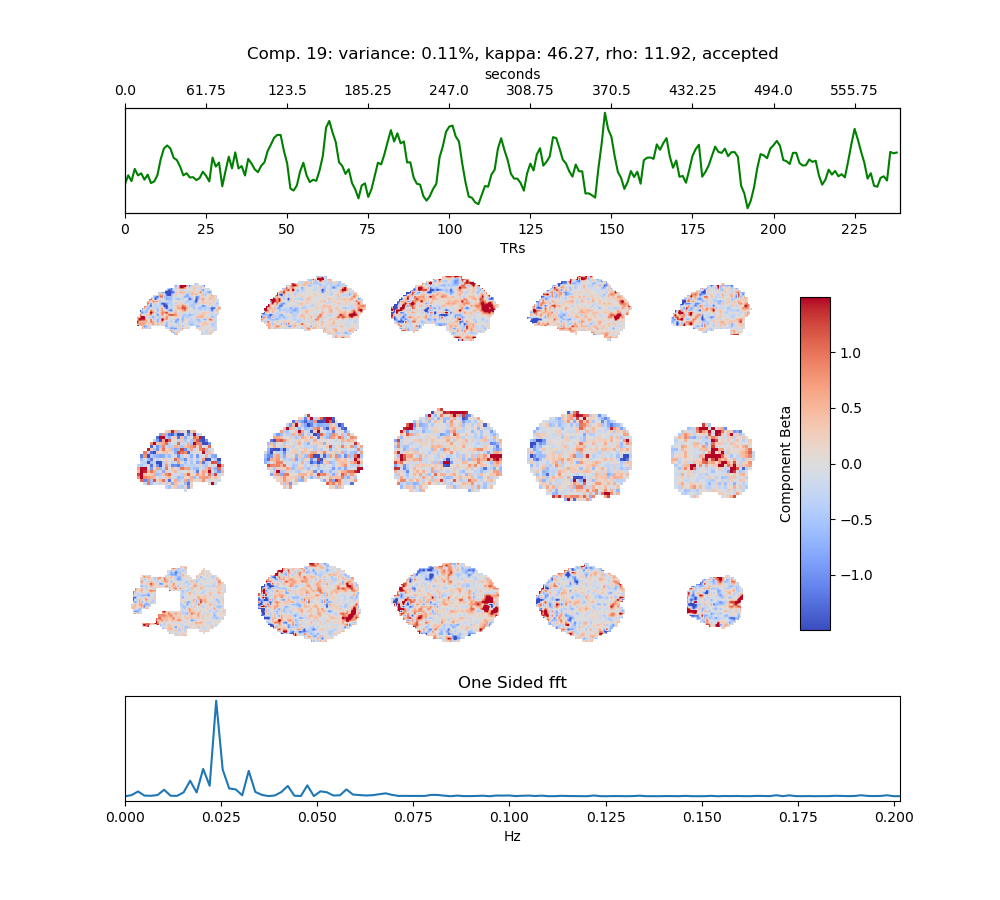 Comp. 19: variance: 0.11%, kappa: 46.27, rho: 11.92, accepted
seconds
0.0 61.75 123.5 185.25 247.0 308.75 370.5 432.25 494.0 555.75
0 25 50 75 100 125 150 175 200 225
TRs
1.0
0.5
0.0
−0.5
−1.0
Component Beta
One Sided fft
0.000 0.025 0.050 0.075 0.100 0.125 0.150 0.175 0.200
Hz